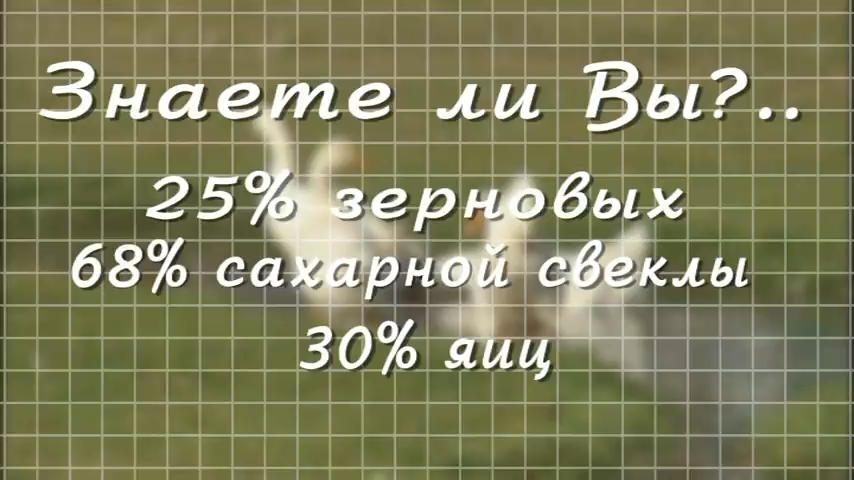 Знаете ли Вы?..
25% зерновых
68% сахарной свеклы
30% яиц